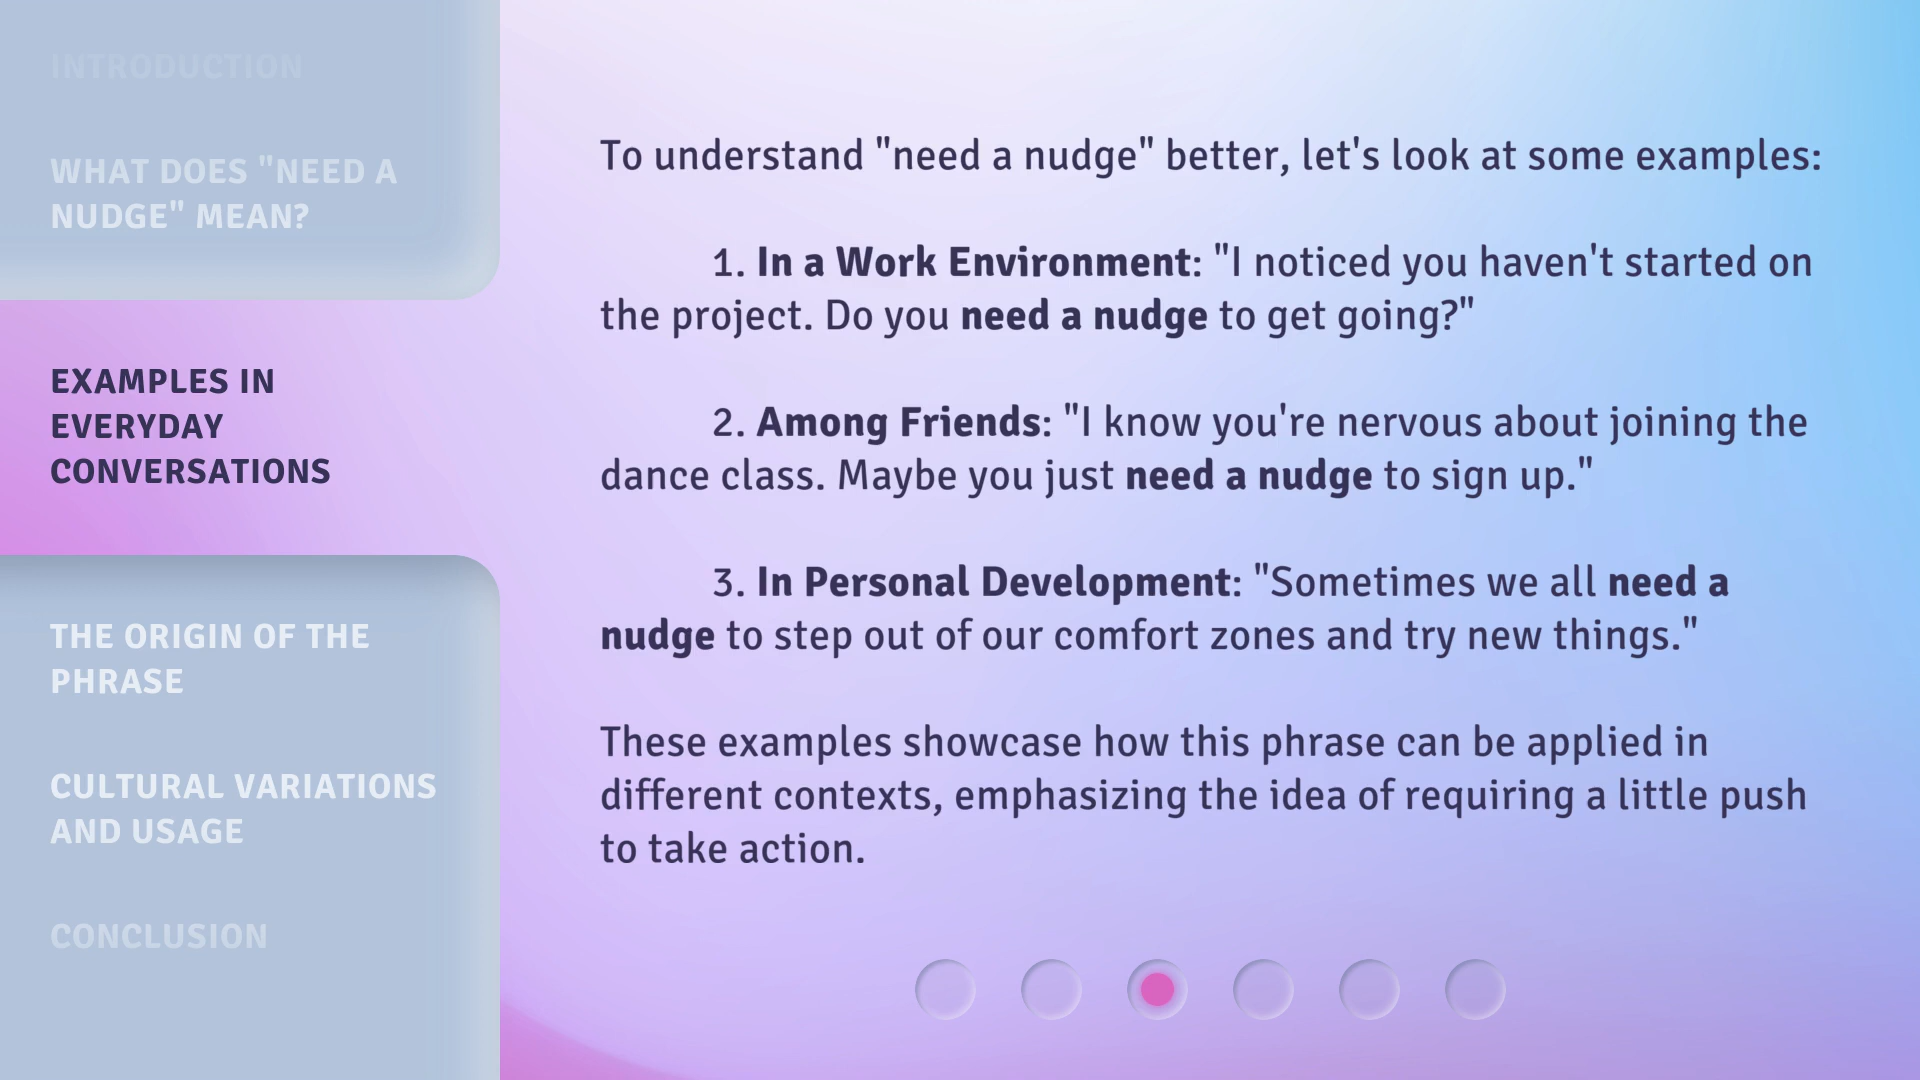 INTRODUCTION
WHAT DOES "NEED A
NUDGE" MEAN?
EXAMPLES IN
EVERYDAY
CONVERSATIONS
THE ORIGIN OF THE
PHRASE
CULTURAL VARIATIONS
AND USAGE
CONCLUSION
To understand "need a nudge" better, let's look at some examples:
1. In a Work Environment: "I noticed you haven't started on
the project. Do you need a nudge to get going?"
2. Among Friends: "I know you're nervous about joining the
dance class. Maybe you just need a nudge to sign up."
3. In Personal Development: "Sometimes we all need a
nudge to step out of our comfort zones and try new things."
These examples showcase how this phrase can be applied in
different contexts, emphasizing the idea of requiring a little push
to take action.